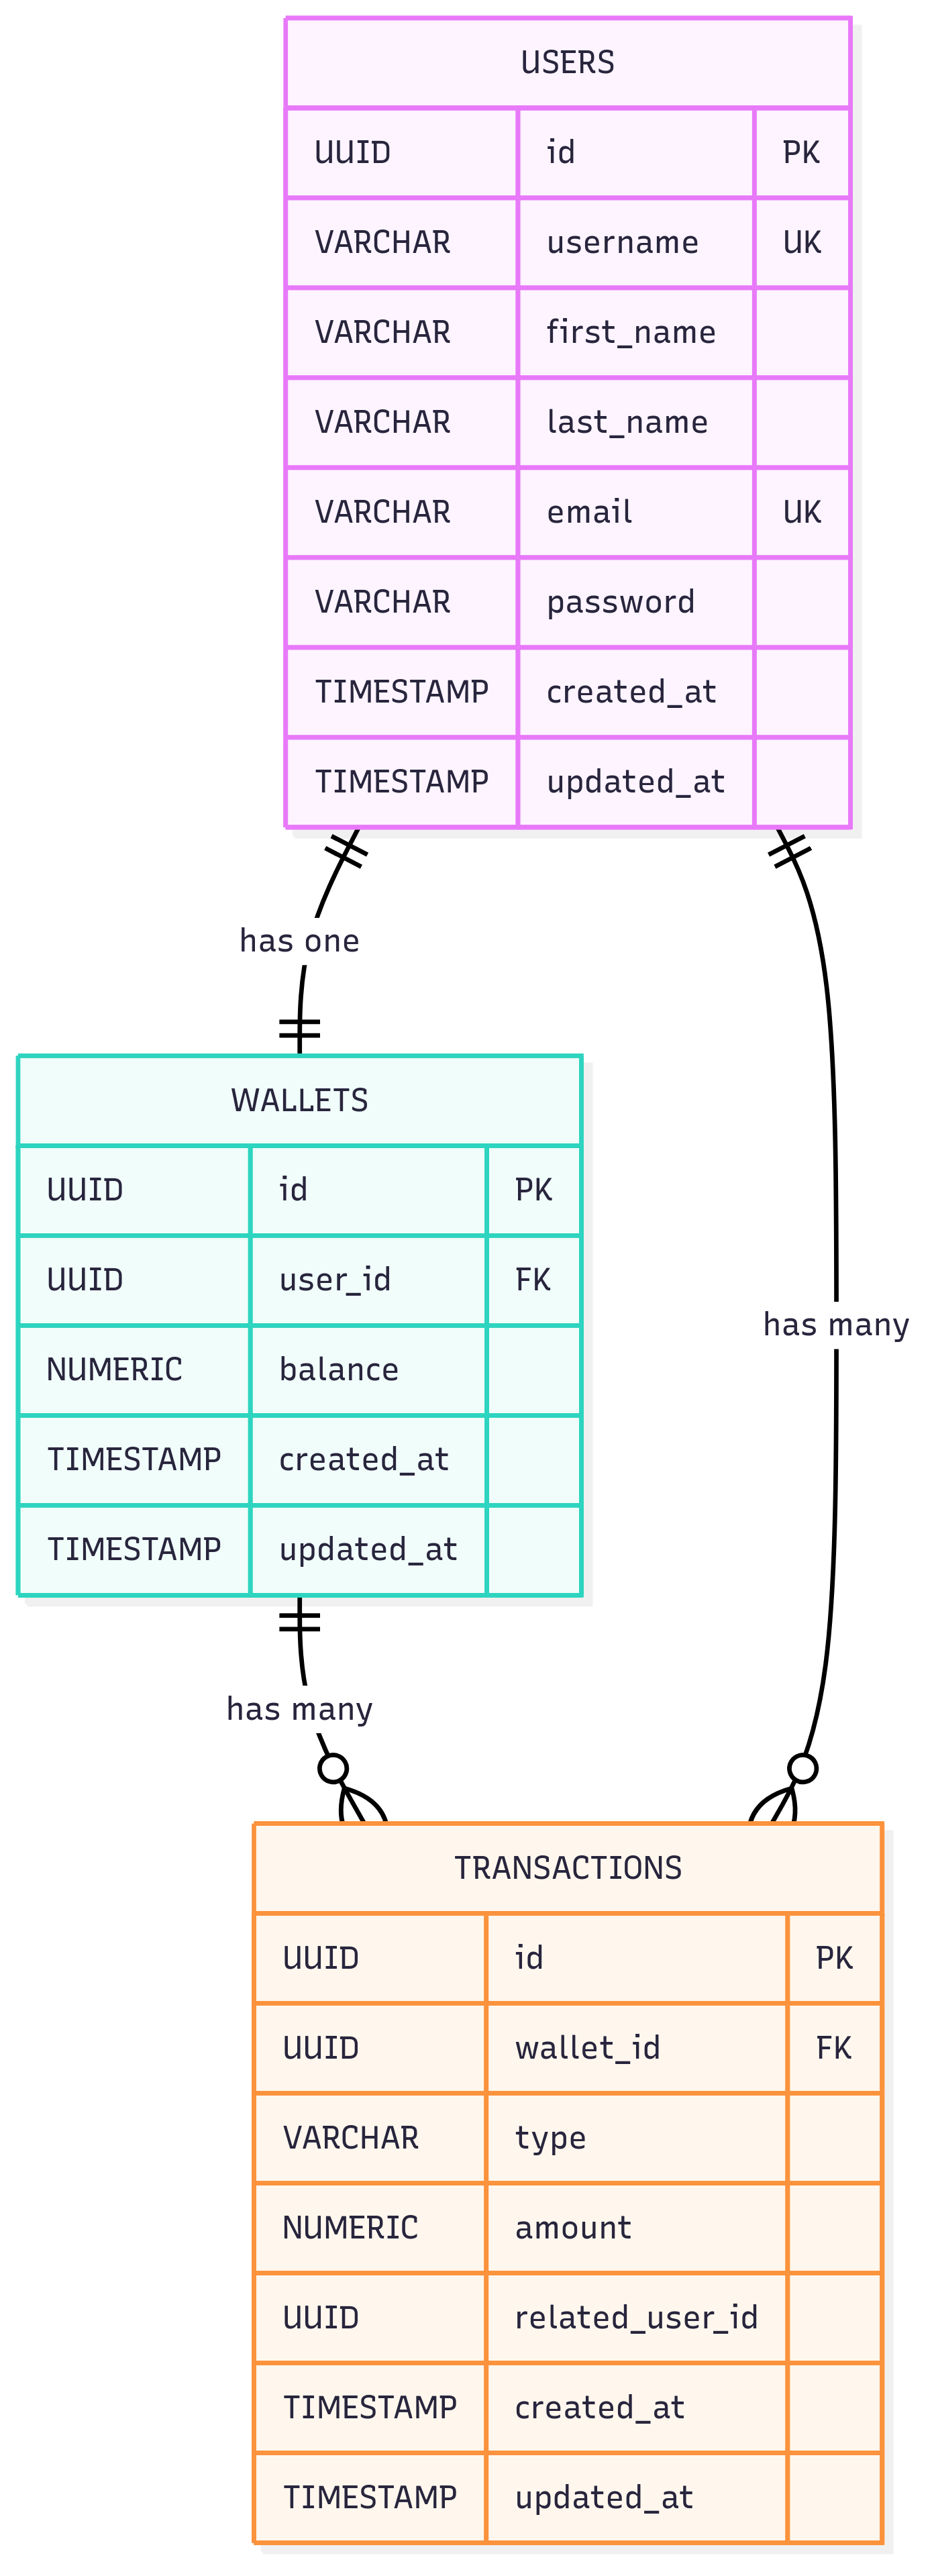 USERS
UUID id PK
VARCHAR username UK
VARCHAR first_name
VARCHAR last_name
VARCHAR email UK
VARCHAR password
TIMESTAMP created_at
TIMESTAMP updated_at
has one
WALLETS
UUID id PK
UUID user_id FK
NUMERIC balance
TIMESTAMP created_at
TIMESTAMP updated_at
has many
has many
TRANSACTIONS
UUID id PK
UUID wallet_id FK
VARCHAR type
NUMERIC amount
UUID related_user_id
TIMESTAMP created_at
TIMESTAMP updated_at